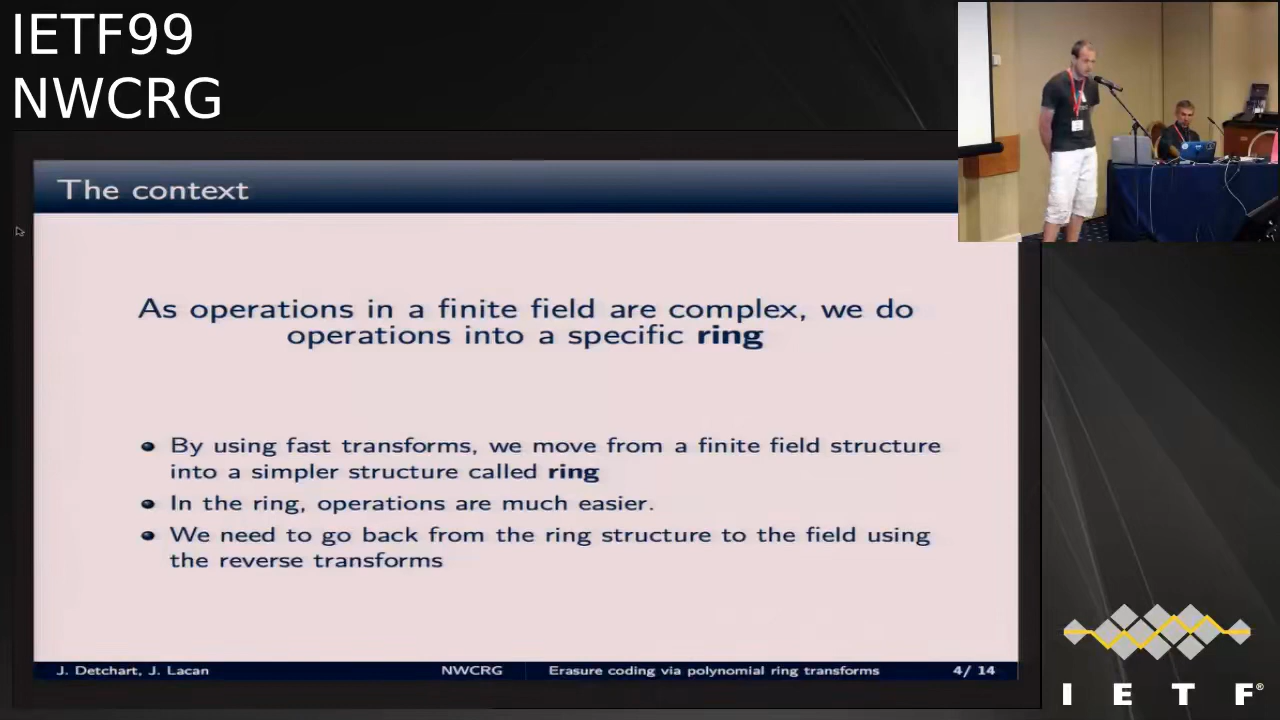 IETF99
NWCRG
The context
As operations in a finite field are complex, we do
operations into a specific ring
By using fast transforms, we move from a finite field structure
into a simpler structure called ring
In the ring, operations are much easier.
We need to go back from the ring structure to the field using
the reverse transforms
J. Detchart, J. Lacan NWCRG Erasure coding via polynomial ring transforms 4/ 14
I E T F®